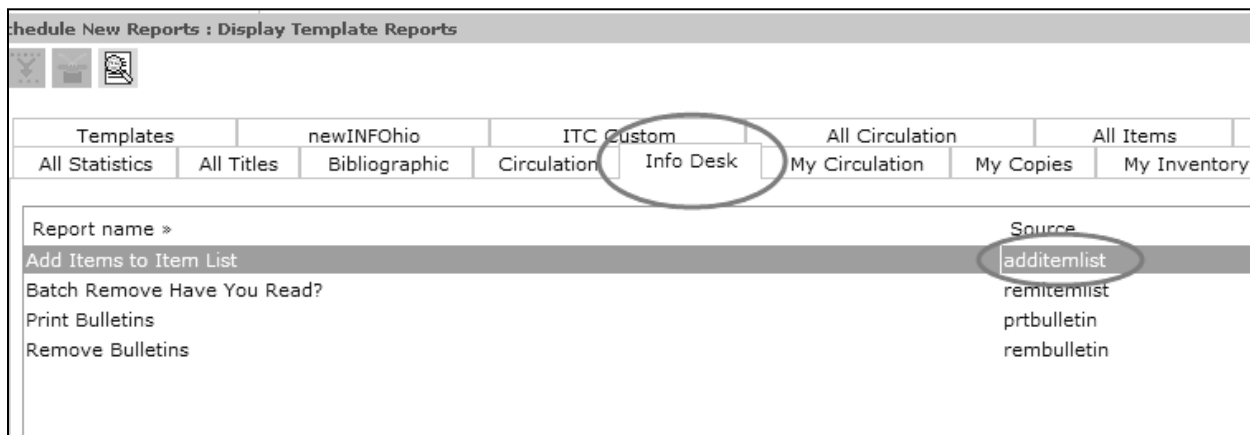 chedule New Reports : Display Template Reports
Templates newINFOhio ITC Custom All Circulation All Items
All Statistics All Titles Bibliographic Circulation Info Desk My Circulation My Copies My Inventory
Report name » Source
Add Items to Item List additemlist
Batch Remove Have You Read? remitemlist
Print Bulletins prtbulletin
Remove Bulletins rembulletin